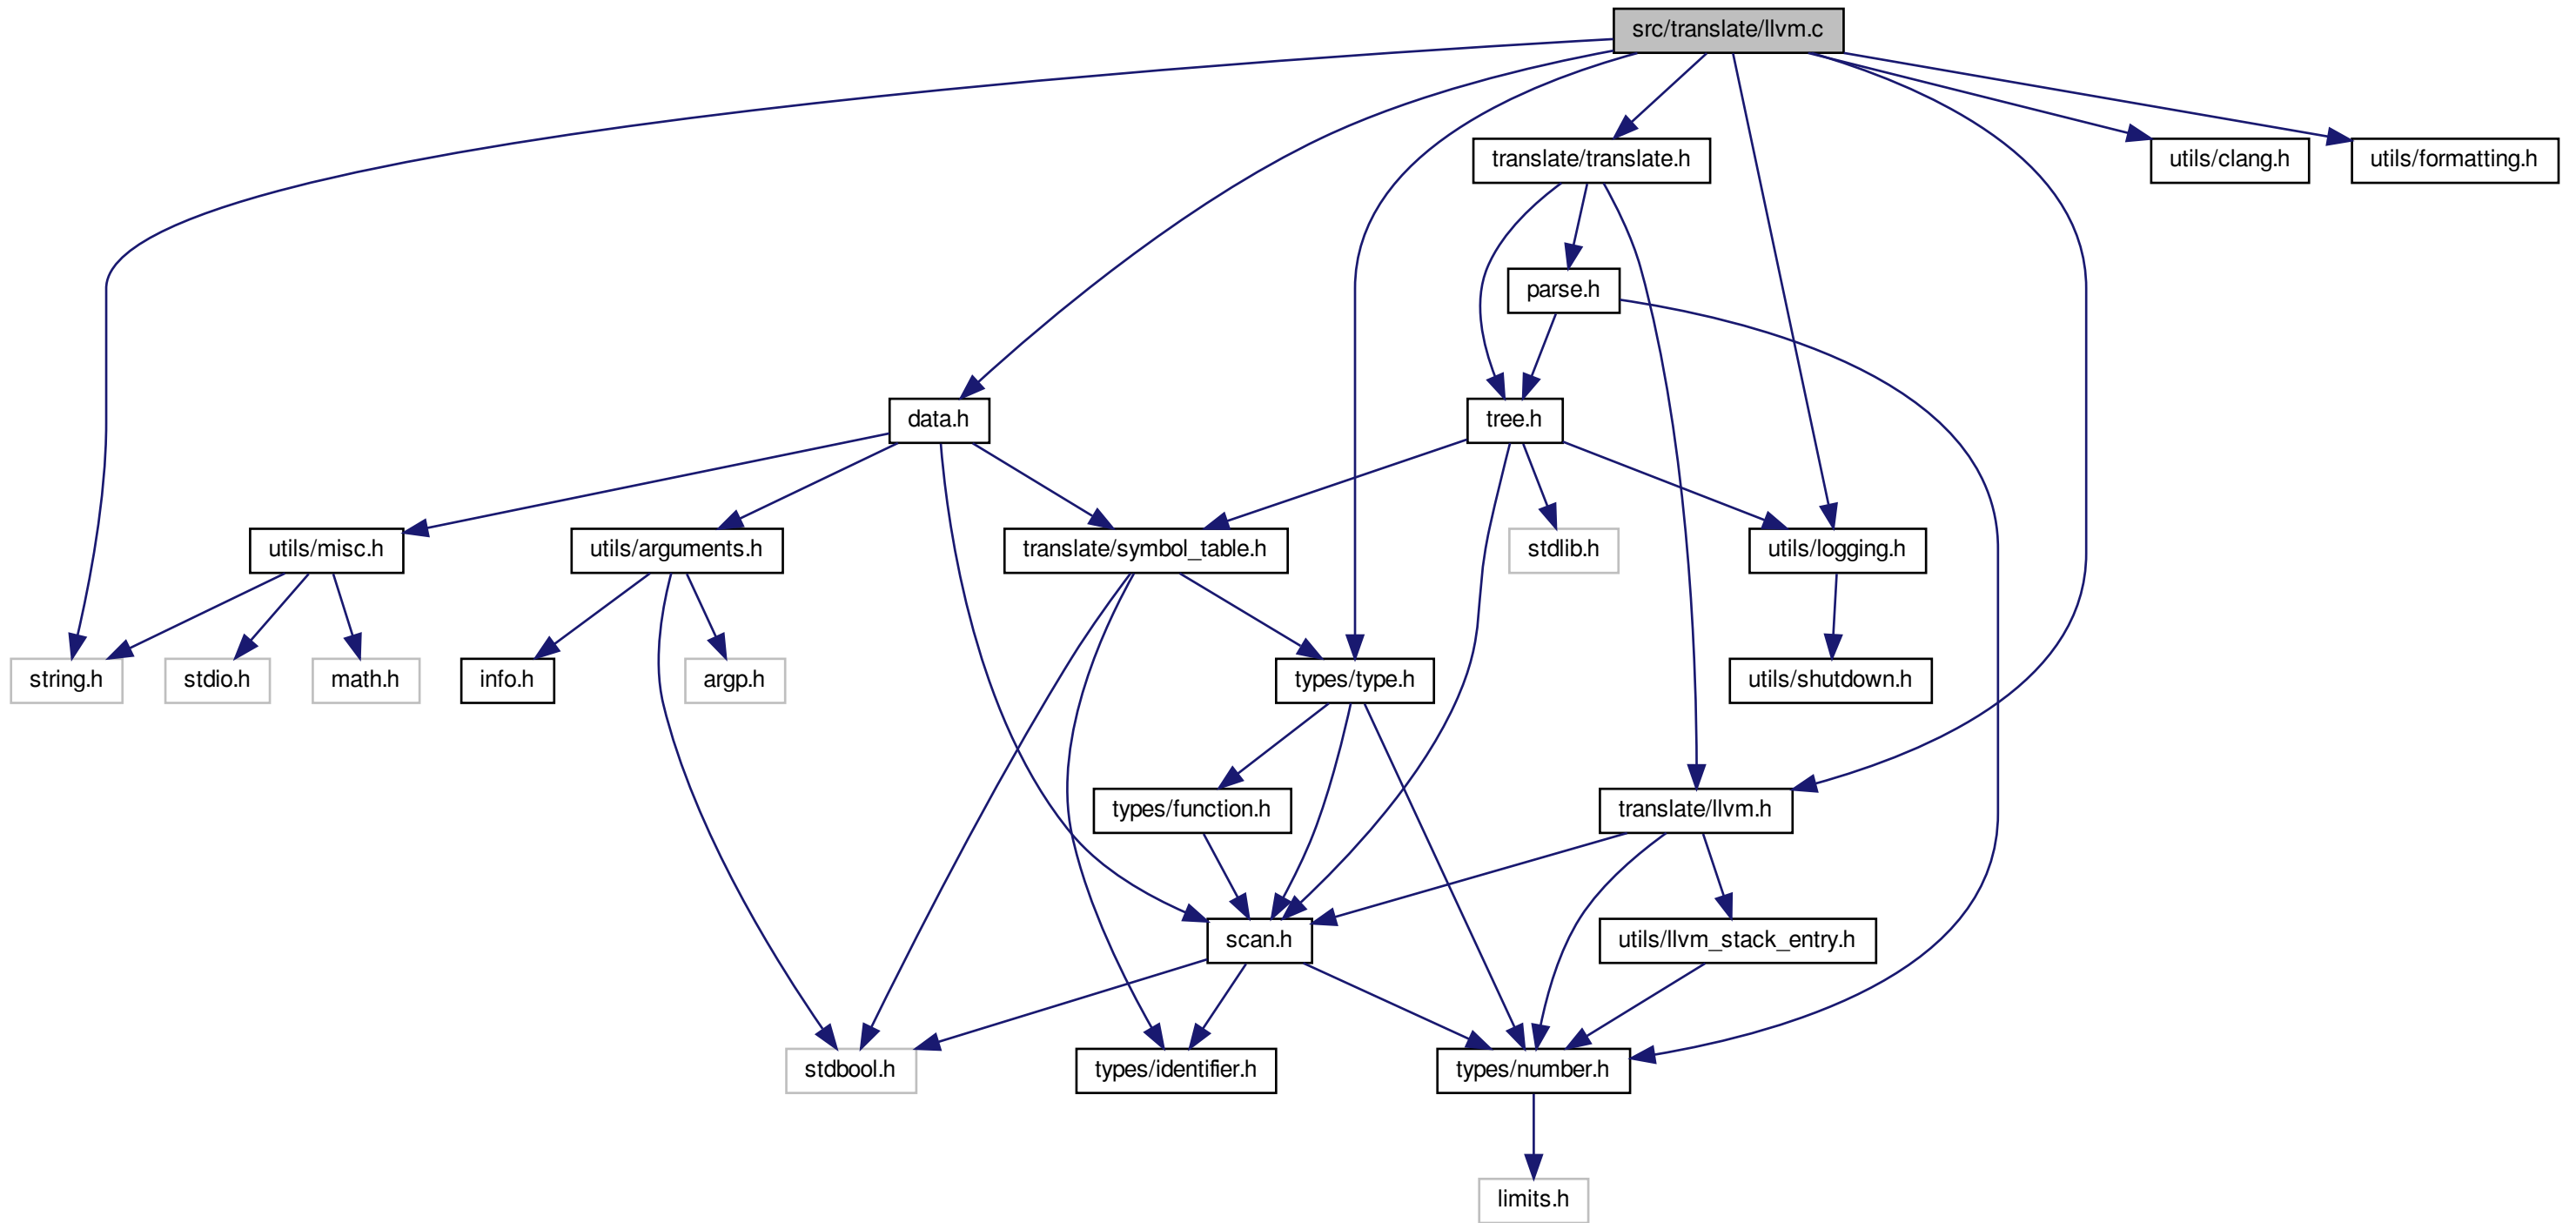 src/translate/llvm.c
translate/translate.h
utils/clang.h
utils/formatting.h
parse.h
data.h
tree.h
utils/misc.h
utils/arguments.h
translate/symbol_table.h
stdlib.h
utils/logging.h
string.h
stdio.h
math.h
info.h
argp.h
types/type.h
utils/shutdown.h
types/function.h
translate/llvm.h
scan.h
utils/llvm_stack_entry.h
stdbool.h
types/identifier.h
types/number.h
limits.h